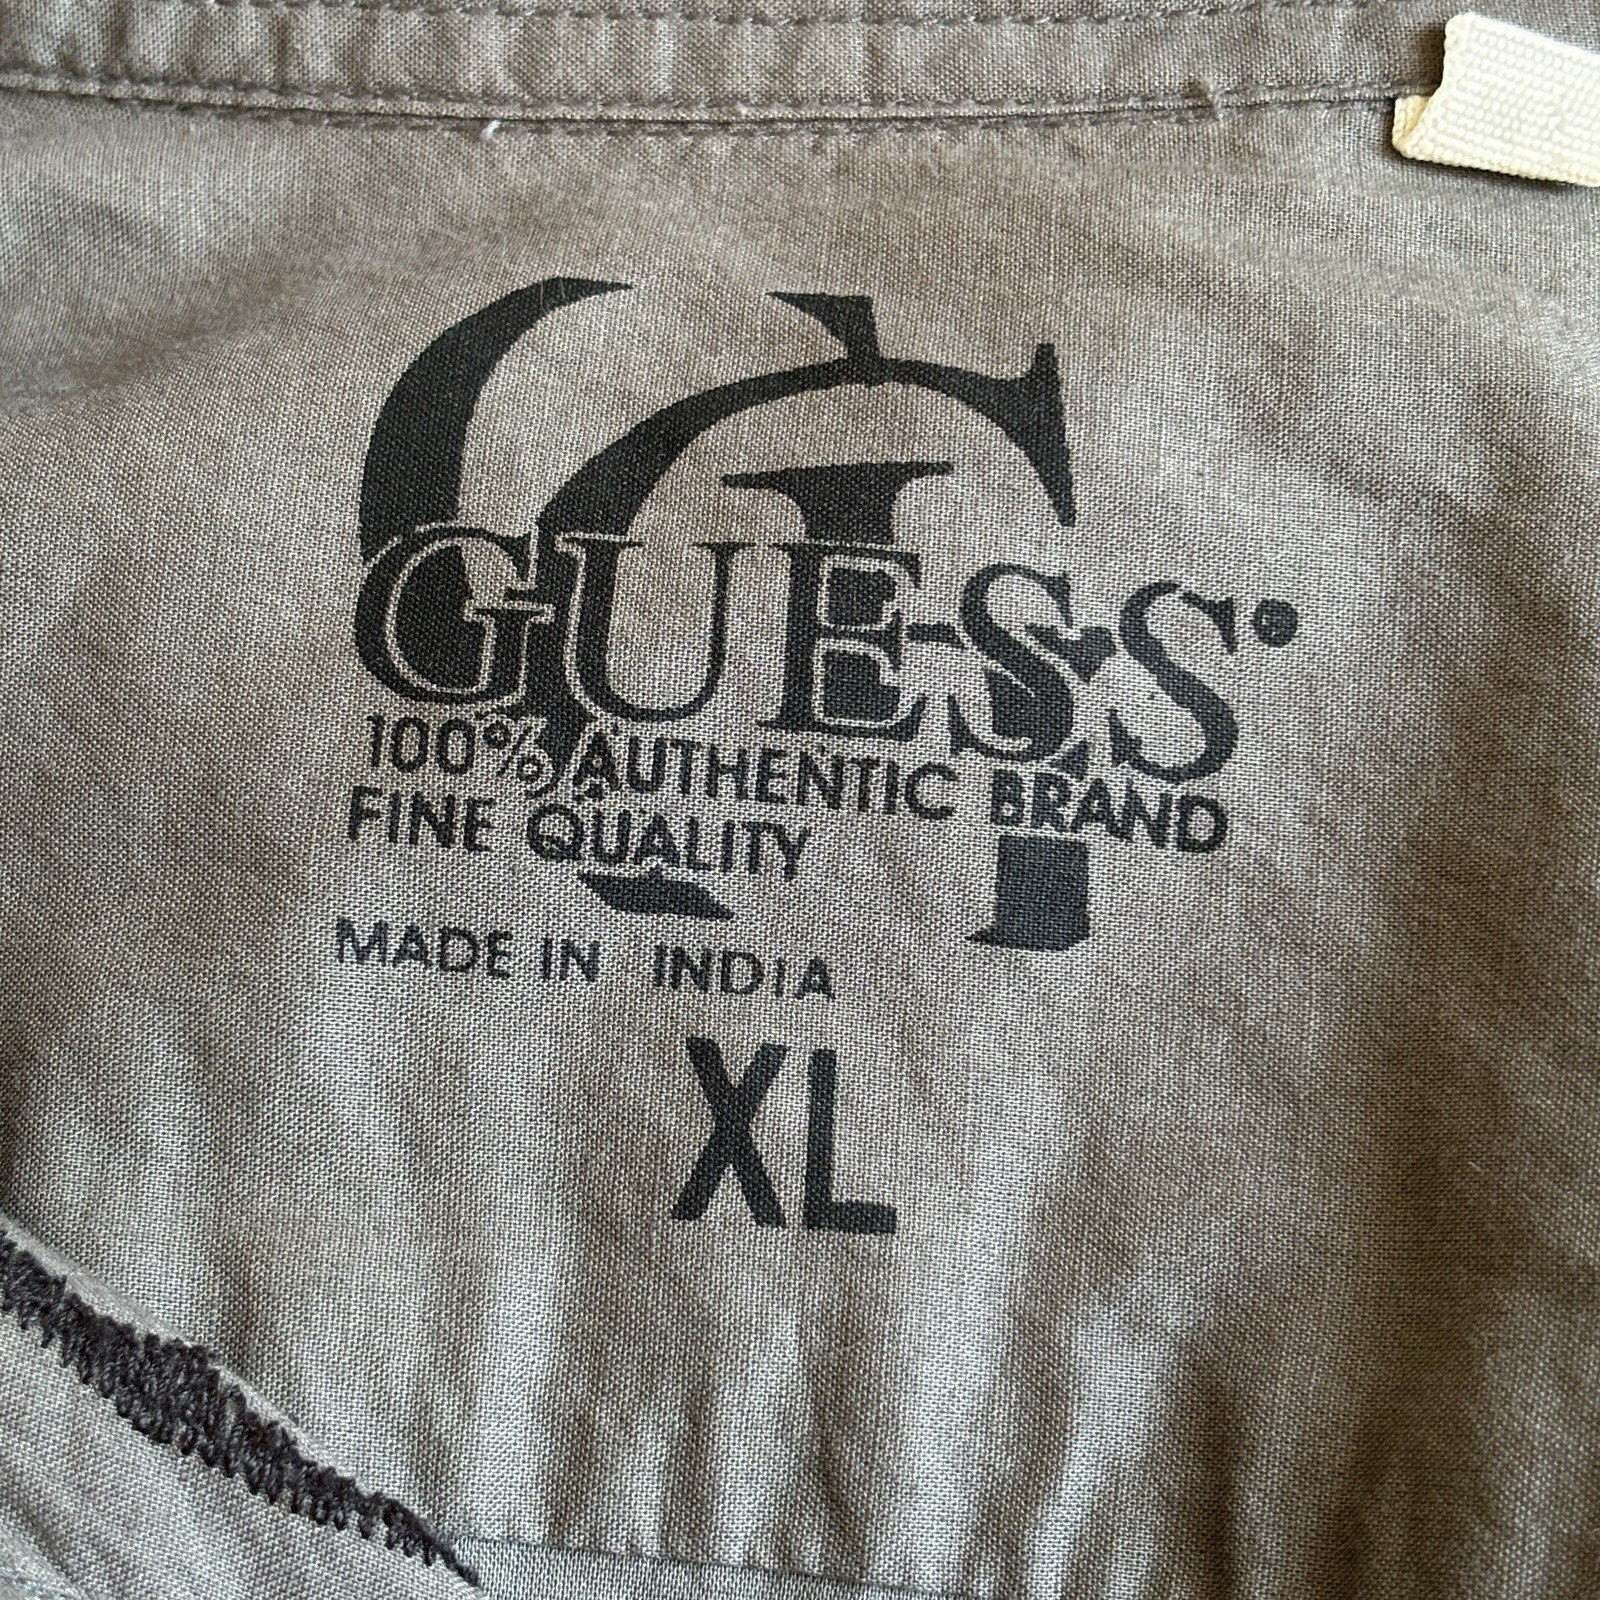 GUESS
100% AUTHENTIC BRAND
FINE QUALITY
MADE IN INDIA
XL